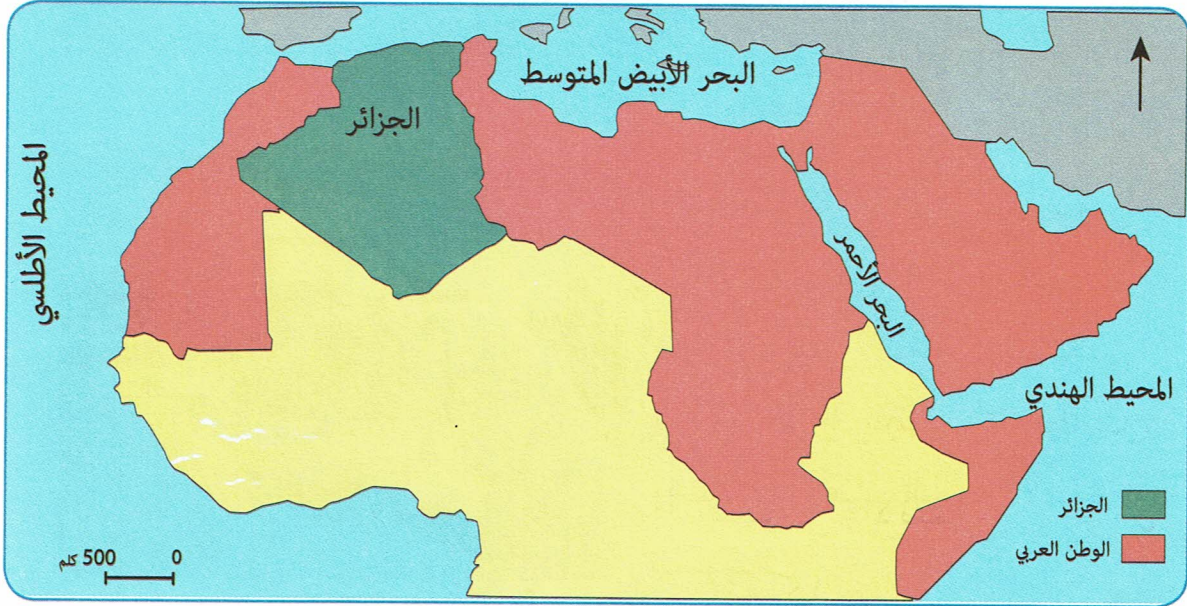 البحر الأبيض المتوسط
الجزائر
المحيط الأطلسي
البحر الأحمر
المحيط الهندي
الجزائر
الوطن العربي
0 500 كلم